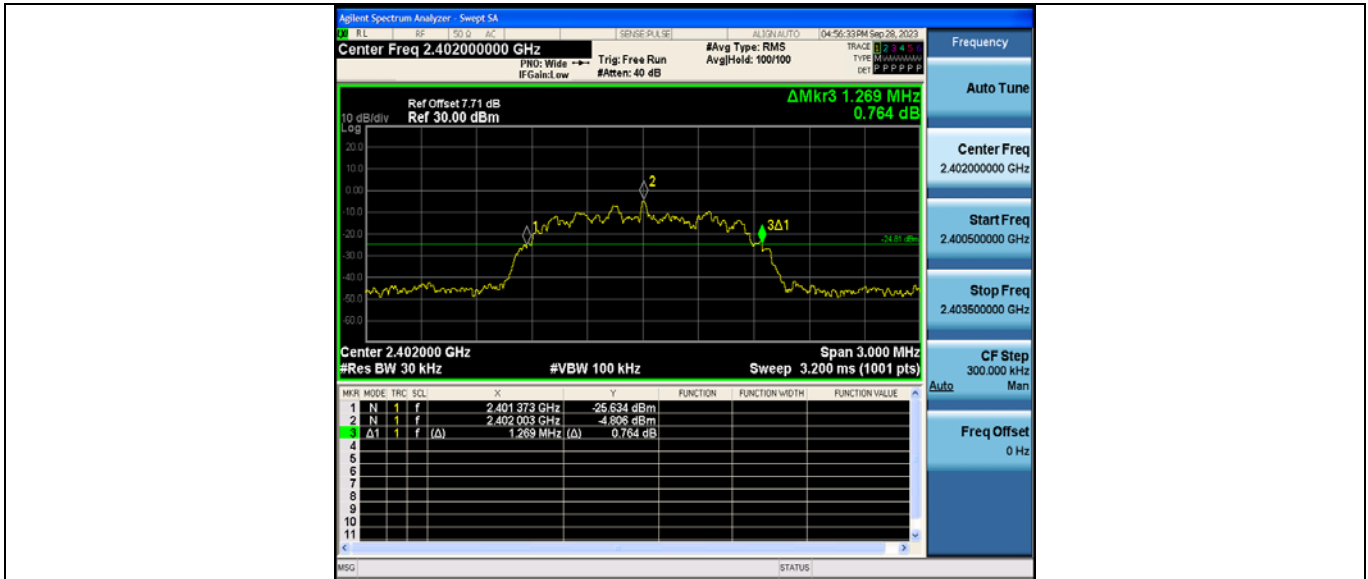 Agilent Spectrum Analyzer - Swept SA
RL RF 50 Ω AC SENSE:PULSE ALIGN AUTO 04:56:33 PM Sep 28, 2023
Center Freq 2.402000000 GHz
PNO: Wide
IFGain:Low
Trig: Free Run
#Atten: 40 dB
#Avg Type: RMS
Avg|Hold: 100/100
TRACE 1 2 3 4 5 6
TYPE MWWWWW
DET P P P P P P
Ref Offset 7.71 dB
10 dB/div Ref 30.00 dBm
Log
ΔMkr3 1.269 MHz
0.764 dB
20.0
10.0
0.00
-10.0
-20.0
-30.0
-40.0
-50.0
-60.0
1
2
3Δ1
-24.81 dBm
Center 2.402000 GHz Span 3.000 MHz
#Res BW 30 kHz #VBW 100 kHz Sweep 3.200 ms (1001 pts)
MKR MODE TRC SCL X Y FUNCTION FUNCTION WIDTH FUNCTION VALUE
1 N 1 f 2.401 373 GHz -25.634 dBm
2 N 1 f 2.402 003 GHz -4.806 dBm
3 Δ1 1 f (Δ) 1.269 MHz (Δ) 0.764 dB
4
5
6
7
8
9
10
11
MSG STATUS
Frequency
Auto Tune
Center Freq
2.402000000 GHz
Start Freq
2.400500000 GHz
Stop Freq
2.403500000 GHz
CF Step
300.000 kHz
Auto Man
Freq Offset
0 Hz